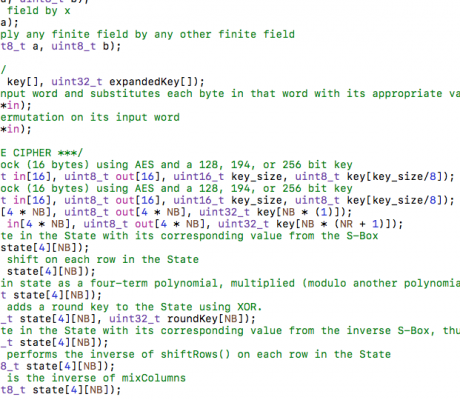 a, uint8_t b);
field by x
a);
ply any finite field by any other finite field
t8_t a, uint8_t b);
/
key[], uint32_t expandedKey[]);
nput word and substitutes each byte in that word with its appropriate va
*in);
ermutation on its input word
*in);
E CIPHER ***/
ock (16 bytes) using AES and a 128, 194, or 256 bit key
t in[16], uint8_t out[16], uint16_t key_size, uint8_t key[key_size/8]);
ock (16 bytes) using AES and a 128, 194, or 256 bit key
t in[16], uint8_t out[16], uint16_t key_size, uint8_t key[key_size/8]);
[4 * NB], uint8_t out[4 * NB], uint32_t key[NB * (1)]);
in[4 * NB], uint8_t out[4 * NB], uint32_t key[NB * (NR + 1)]);
te in the State with its corresponding value from the S-Box
state[4][NB]);
shift on each row in the State
state[4][NB]);
in state as a four-term polynomial, multiplied (modulo another polynomia
t state[4][NB]);
adds a round key to the State using XOR.
_t state[4][NB], uint32_t roundKey[NB]);
te in the State with its corresponding value from the inverse S-Box, thu
_t state[4][NB]);
performs the inverse of shiftRows() on each row in the State
8_t state[4][NB]);
is the inverse of mixColumns
t8_t state[4][NB]);